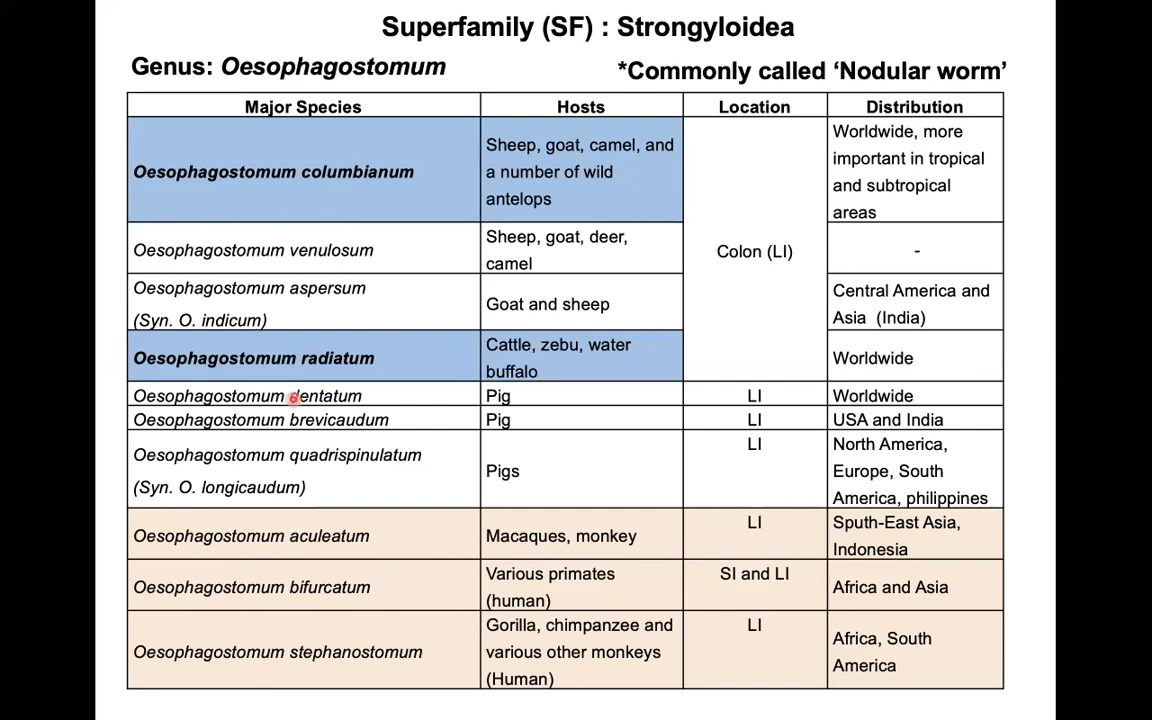 Superfamily (SF) : Strongyloidea
Genus: Oesophagostomum
*Commonly called ‘Nodular worm’
Major Species
Hosts
Location
Distribution
Oesophagostomum columbianum
Sheep, goat, camel, and
a number of wild
antelops
Colon (LI)
Worldwide, more
important in tropical
and subtropical
areas
Oesophagostomum venulosum
Sheep, goat, deer,
camel
-
Oesophagostomum aspersum
(Syn. O. indicum)
Goat and sheep
Central America and
Asia (India)
Oesophagostomum radiatum
Cattle, zebu, water
buffalo
Worldwide
Oesophagostomum dentatum
Pig
LI
Worldwide
Oesophagostomum brevicaudum
Pig
LI
USA and India
Oesophagostomum quadrispinulatum
(Syn. O. longicaudum)
Pigs
LI
North America,
Europe, South
America, philippines
Oesophagostomum aculeatum
Macaques, monkey
LI
Sputh-East Asia,
Indonesia
Oesophagostomum bifurcatum
Various primates
(human)
SI and LI
Africa and Asia
Oesophagostomum stephanostomum
Gorilla, chimpanzee and
various other monkeys
(Human)
LI
Africa, South
America